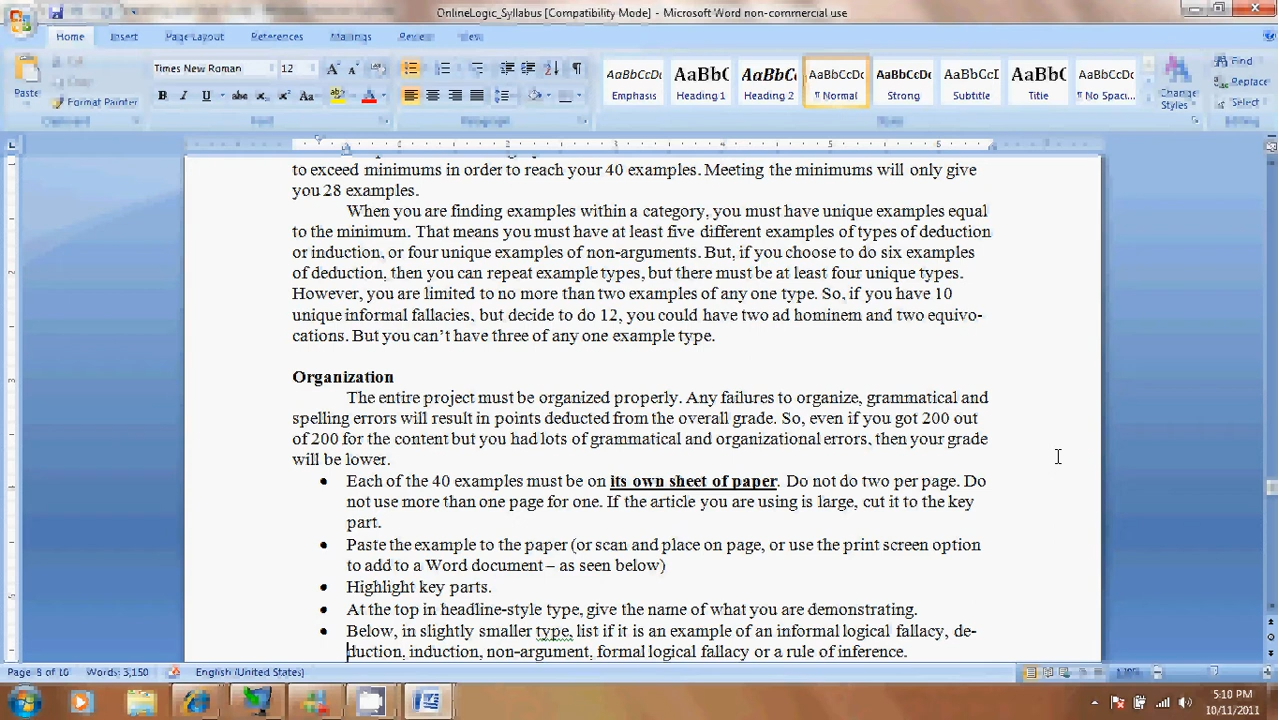 OnlineLogic_Syllabus [Compatibility Mode] - Microsoft Word non-commercial use
Home Insert Page Layout References Mailings Review View
Paste
Format Painter
Times New Roman 12
AaBbCcDc AaBbC AaBbCc AaBbCcDc AaBbCcDc AaBbCcI AaBbC AaBbCcDc
Emphasis Heading 1 Heading 2 ¶ Normal Strong Subtitle Title ¶ No Spaci...
Change Styles
Find
Replace
Select
to exceed minimums in order to reach your 40 examples. Meeting the minimums will only give
you 28 examples.
When you are finding examples within a category, you must have unique examples equal
to the minimum. That means you must have at least five different examples of types of deduction
or induction, or four unique examples of non-arguments. But, if you choose to do six examples
of deduction, then you can repeat example types, but there must be at least four unique types.
However, you are limited to no more than two examples of any one type. So, if you have 10
unique informal fallacies, but decide to do 12, you could have two ad hominem and two equivo-
cations. But you can't have three of any one example type.
Organization
The entire project must be organized properly. Any failures to organize, grammatical and
spelling errors will result in points deducted from the overall grade. So, even if you got 200 out
of 200 for the content but you had lots of grammatical and organizational errors, then your grade
will be lower.
• Each of the 40 examples must be on its own sheet of paper. Do not do two per page. Do
not use more than one page for one. If the article you are using is large, cut it to the key
part.
• Paste the example to the paper (or scan and place on page, or use the print screen option
to add to a Word document – as seen below)
• Highlight key parts.
• At the top in headline-style type, give the name of what you are demonstrating.
• Below, in slightly smaller type, list if it is an example of an informal logical fallacy, de-
duction, induction, non-argument, formal logical fallacy or a rule of inference.
Page: 8 of 10 Words: 3,150 English (United States)
5:10 PM
10/11/2011